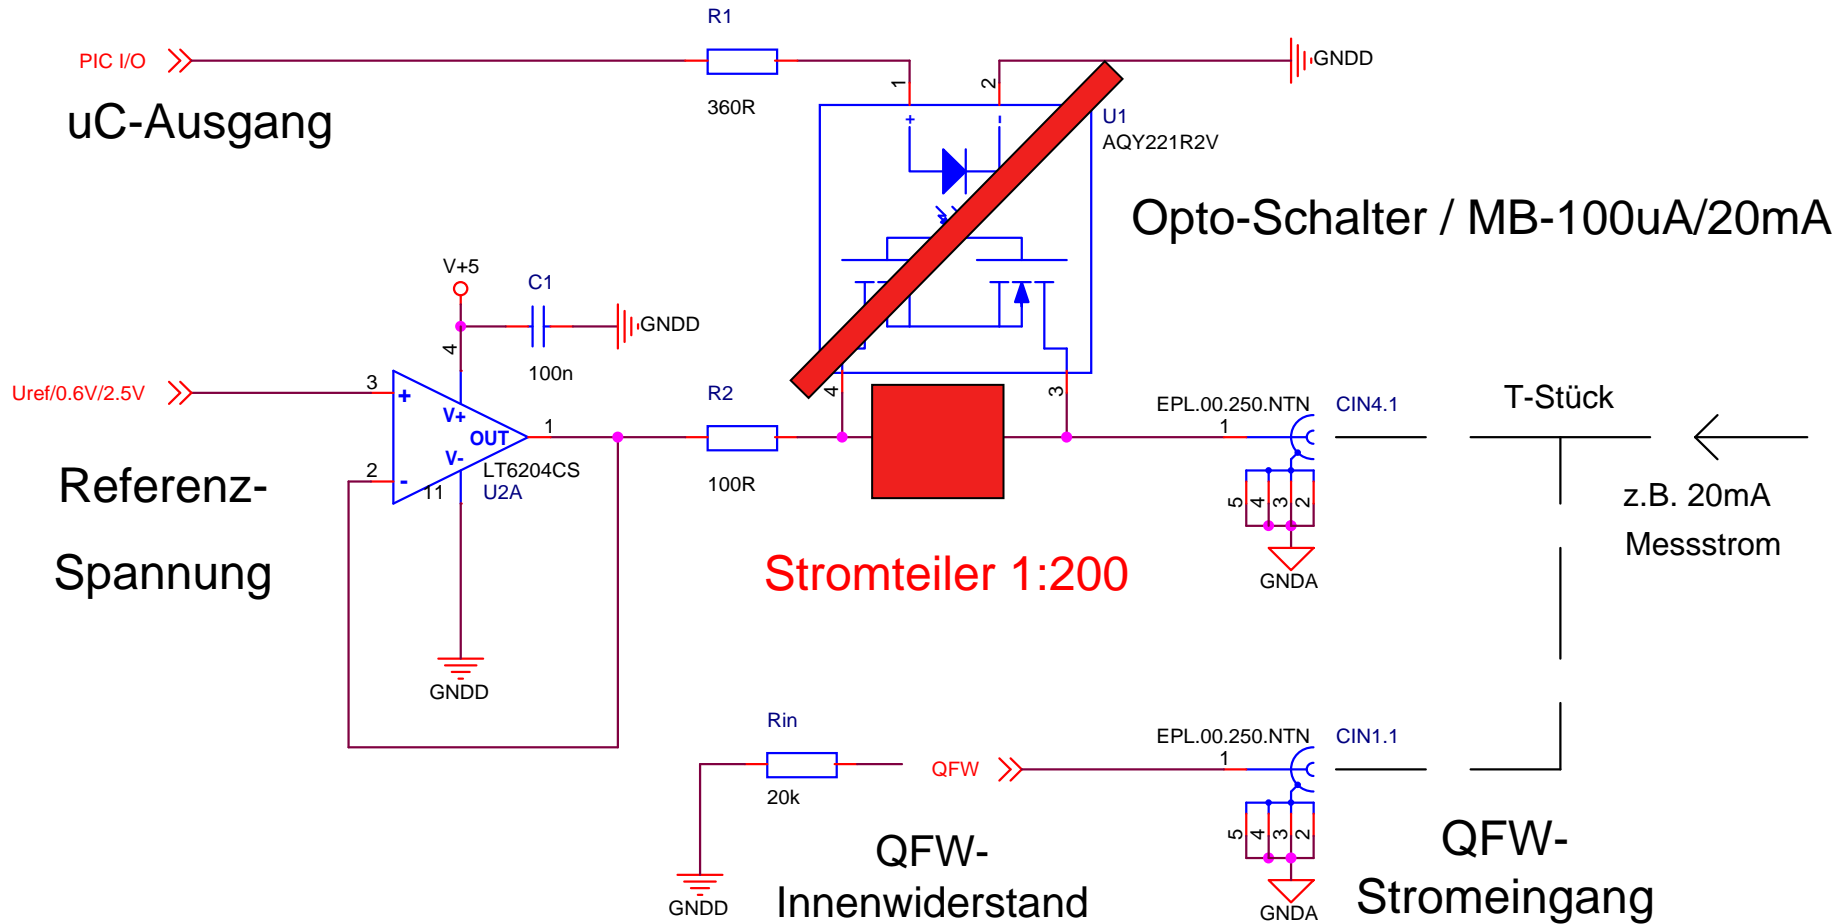 R1
PIC I/O
GNDD
360R
1
2
uC-Ausgang
+
-
U1
AQY221R2V
Opto-Schalter / MB-100uA/20mA
V+5
C1
GNDD
4
100n
Uref/0.6V/2.5V
3
+
V+
OUT
V-
-
2
1
11
LT6204CS
U2A
R2
100R
4
3
EPL.00.250.NTN
CIN4.1
1
T-Stück
5
4
3
2
GNDA
z.B. 20mA
Messstrom
Referenz-
Spannung
Stromteiler 1:200
GNDD
Rin
20k
QFW
EPL.00.250.NTN
CIN1.1
1
5
4
3
2
GNDA
GNDD
QFW-
Innenwiderstand
QFW-
Stromeingang